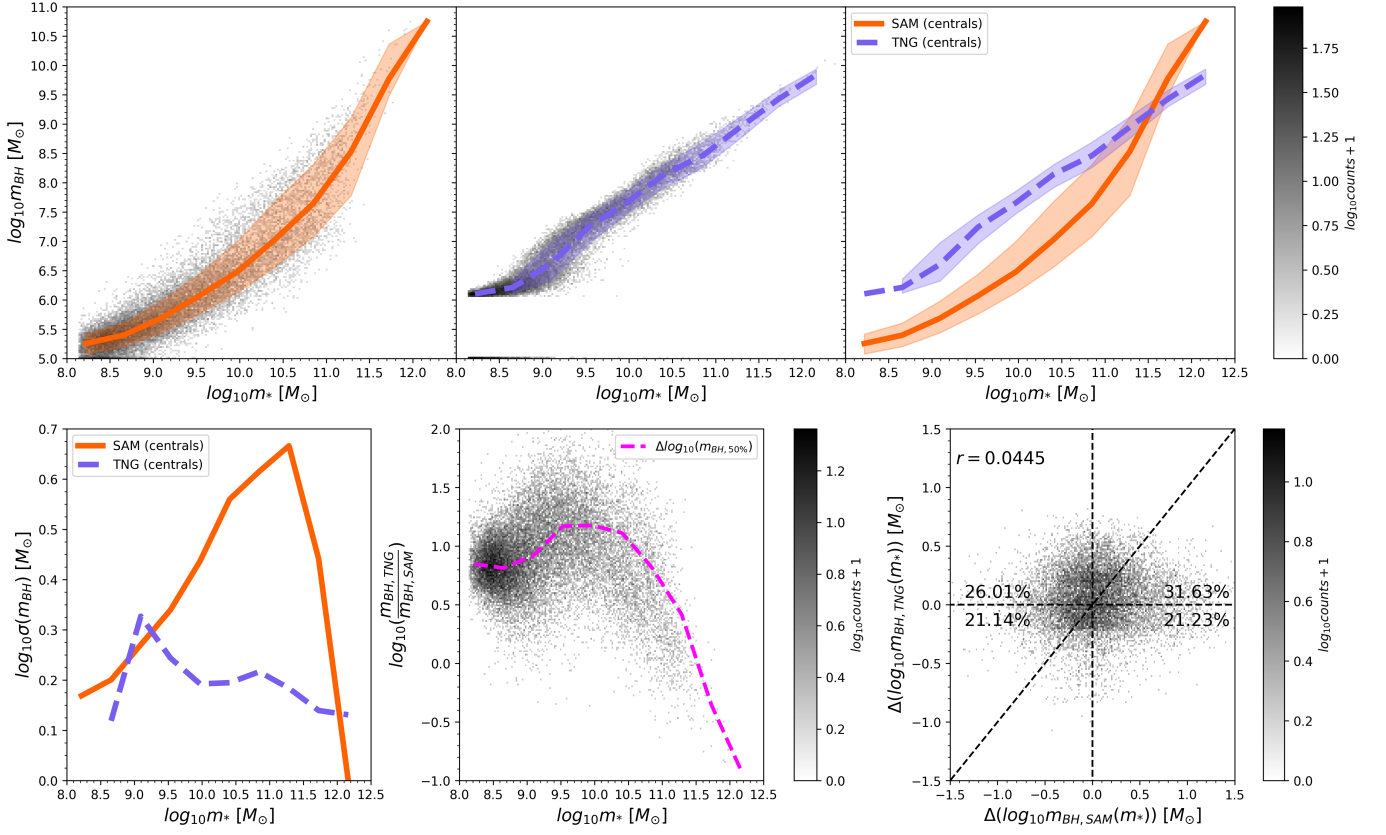 11.0
10.5
10.0
9.5
9.0
8.5
8.0
7.5
7.0
6.5
6.0
5.5
5.0
log₁₀m_BH [M⊙]
8.0 8.5 9.0 9.5 10.0 10.5 11.0 11.5 12.0
log₁₀m* [M⊙]
8.0 8.5 9.0 9.5 10.0 10.5 11.0 11.5 12.0
log₁₀m* [M⊙]
SAM (centrals)
TNG (centrals)
8.0 8.5 9.0 9.5 10.0 10.5 11.0 11.5 12.0 12.5
log₁₀m* [M⊙]
1.75
1.50
1.25
1.00
0.75
0.50
0.25
0.00
log₁₀counts + 1
0.7
0.6
0.5
0.4
0.3
0.2
0.1
0.0
log₁₀σ(m_BH) [M⊙]
SAM (centrals)
TNG (centrals)
8.0 8.5 9.0 9.5 10.0 10.5 11.0 11.5 12.0 12.5
log₁₀m* [M⊙]
2.0
1.5
1.0
0.5
0.0
−0.5
−1.0
log₁₀(m_BH, TNG / m_BH, SAM)
Δlog₁₀(m_BH, 50%)
8.0 8.5 9.0 9.5 10.0 10.5 11.0 11.5 12.0 12.5
log₁₀m* [M⊙]
1.2
1.0
0.8
0.6
0.4
0.2
0.0
log₁₀counts + 1
1.5
1.0
0.5
0.0
−0.5
−1.0
−1.5
Δ(log₁₀m_BH, TNG(m*)) [M⊙]
r = 0.0445
26.01% 31.63%
21.14% 21.23%
−1.5 −1.0 −0.5 0.0 0.5 1.0 1.5
Δ(log₁₀m_BH, SAM(m*)) [M⊙]
1.0
0.8
0.6
0.4
0.2
0.0
log₁₀counts + 1